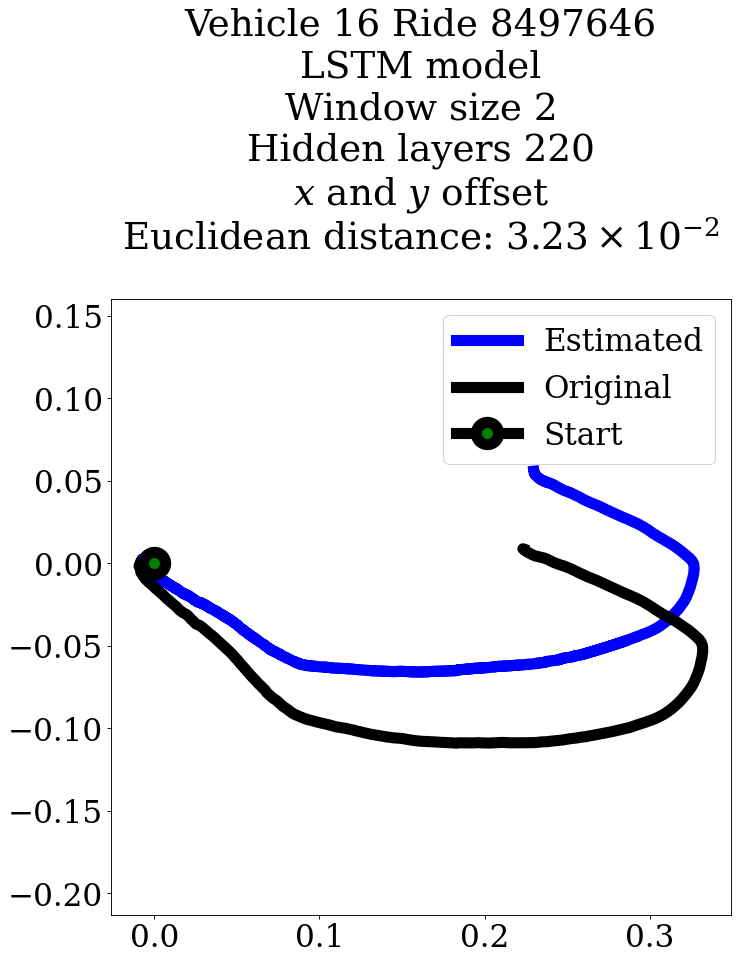 Vehicle 16 Ride 8497646
LSTM model
Window size 2
Hidden layers 220
x and y offset
Euclidean distance: 3.23 × 10⁻²
Estimated
Original
Start
0.15
0.10
0.05
0.00
−0.05
−0.10
−0.15
−0.20
0.0 0.1 0.2 0.3